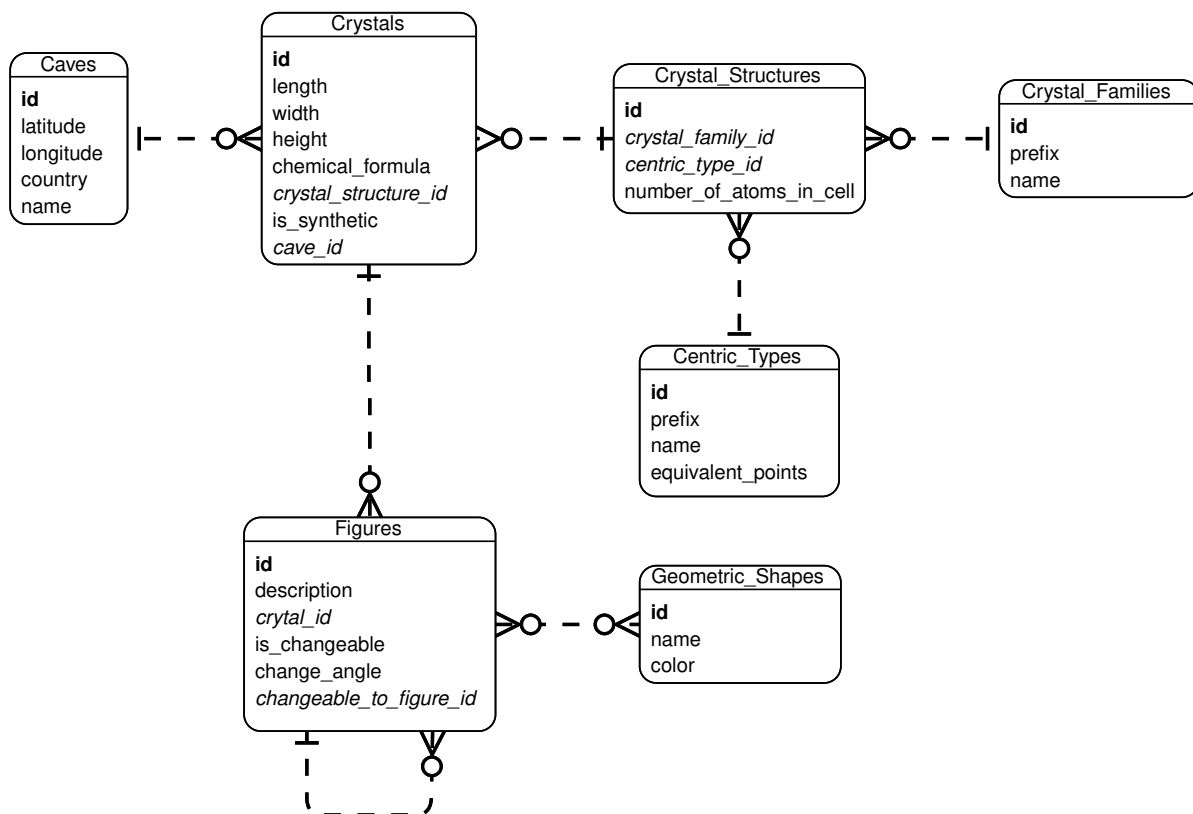 Crystals
id
length
width
height
chemical_formula
crystal_structure_id
is_synthetic
cave_id
Caves
id
latitude
longitude
country
name
Crystal_Structures
id
crystal_family_id
centric_type_id
number_of_atoms_in_cell
Crystal_Families
id
prefix
name
Centric_Types
id
prefix
name
equivalent_points
Figures
id
description
crytal_id
is_changeable
change_angle
changeable_to_figure_id
Geometric_Shapes
id
name
color